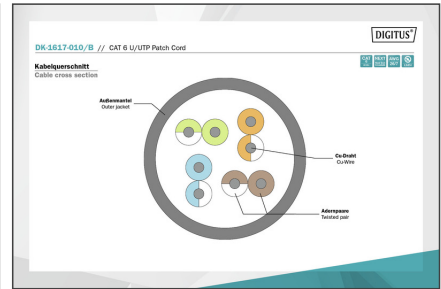 DIGITUS®
DK-1617-010/B // CAT 6 U/UTP Patch Cord
Kabelquerschnitt
Cable cross section
Außenmantel
Outer jacket
Cu-Draht
Cu-Wire
Adernpaare
Twisted pair